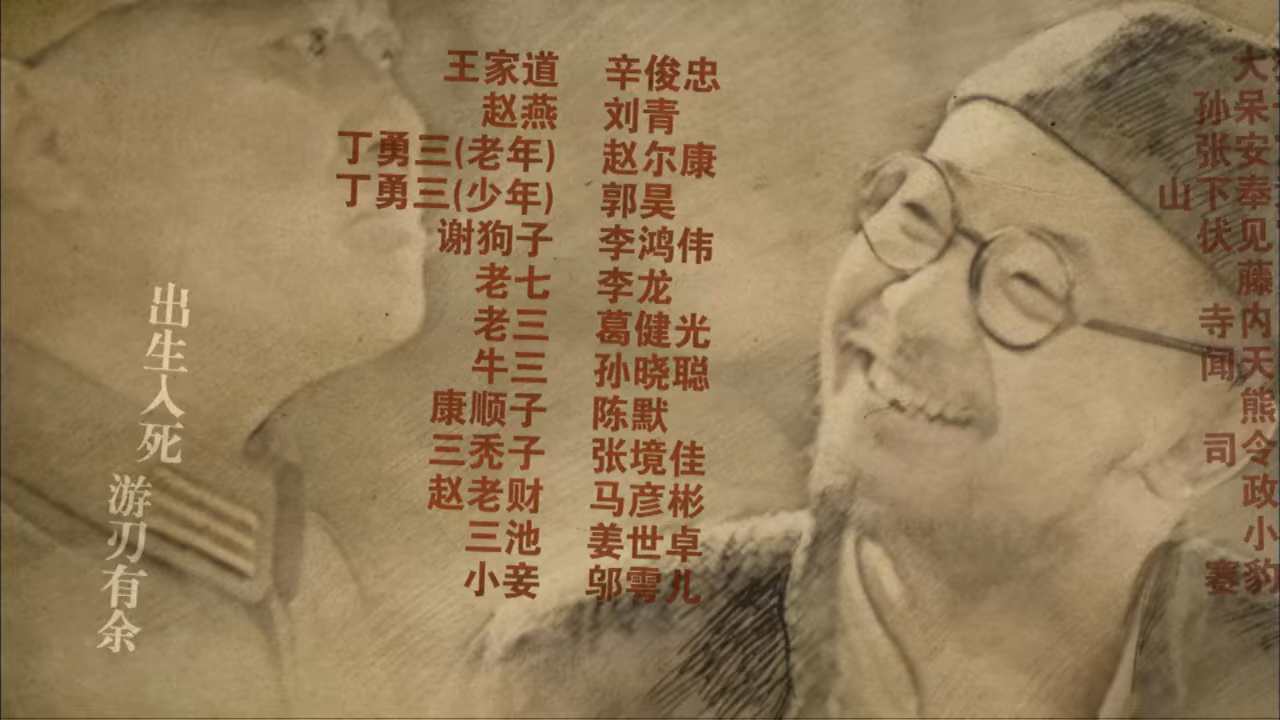 王家道 辛俊忠
赵燕 刘青
丁勇三(老年) 赵尔康
丁勇三(少年) 郭昊
谢狗子 李鸿伟
老七 李龙
老三 葛健光
牛三 孙晓聪
康顺子 陈默
三秃子 张境佳
赵老财 马彦彬
三池 姜世卓
小妾 邬雩儿
出生入死
游刃有余
大
孙呆
张安
山下奉
伏见
藤
寺内
闻天
熊
司令
政
小
赛豹